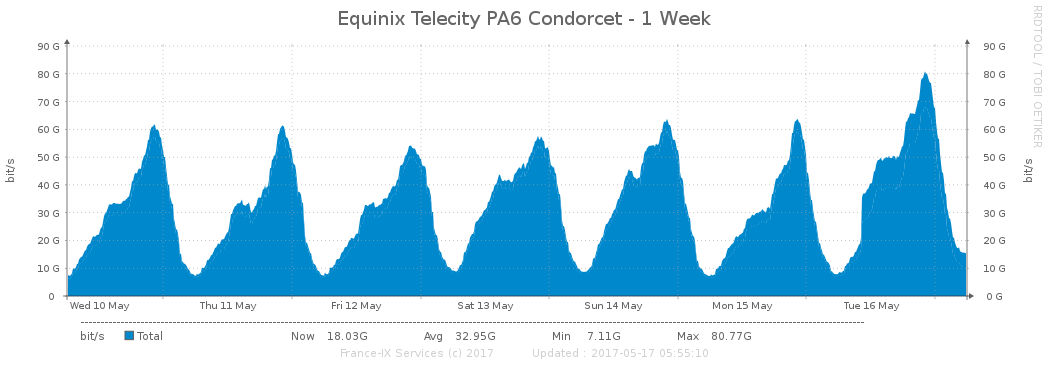 Equinix Telecity PA6 Condorcet - 1 Week
RRDTOOL / TOBI OETIKER
bit/s
90 G 90 G
80 G 80 G
70 G 70 G
60 G 60 G
50 G 50 G
40 G 40 G
30 G 30 G
20 G 20 G
10 G 10 G
0 0 G
bit/s
Wed 10 May Thu 11 May Fri 12 May Sat 13 May Sun 14 May Mon 15 May Tue 16 May
bit/s Total Now 18.03G Avg 32.95G Min 7.11G Max 80.77G
France-IX Services (c) 2017 Updated : 2017-05-17 05:55:10